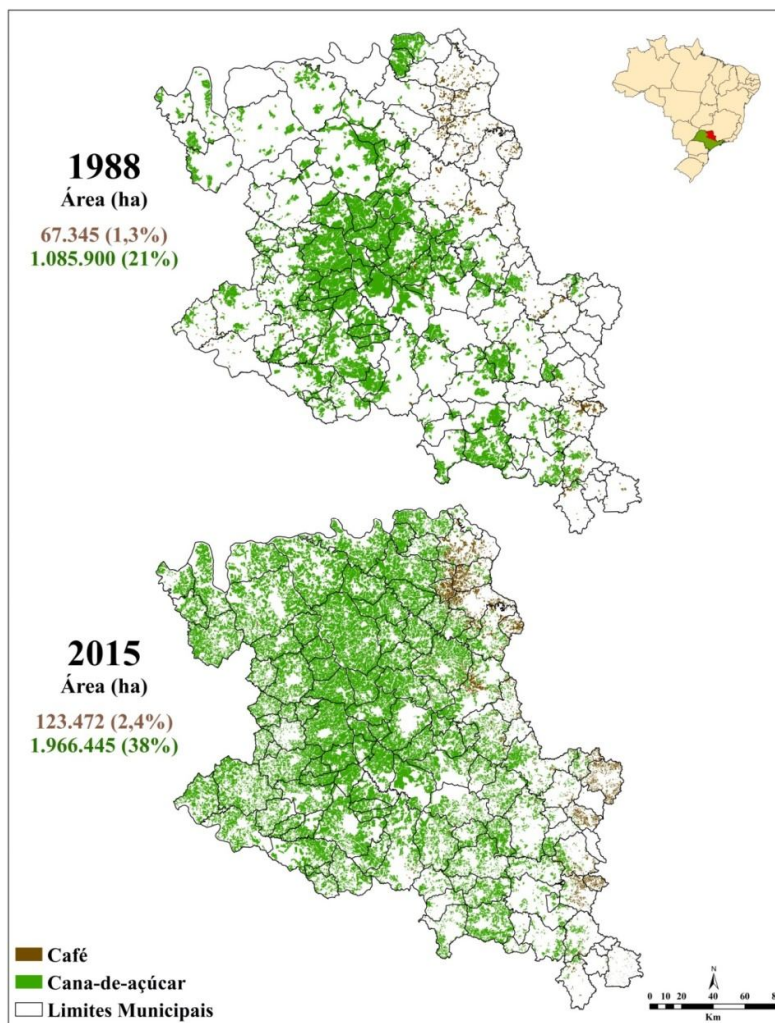 1988
Área (ha)
67.345 (1,3%)
1.085.900 (21%)
2015
Área (ha)
123.472 (2,4%)
1.966.445 (38%)
Café
Cana-de-açúcar
Limites Municipais
N
0 10 20 40 60
Km